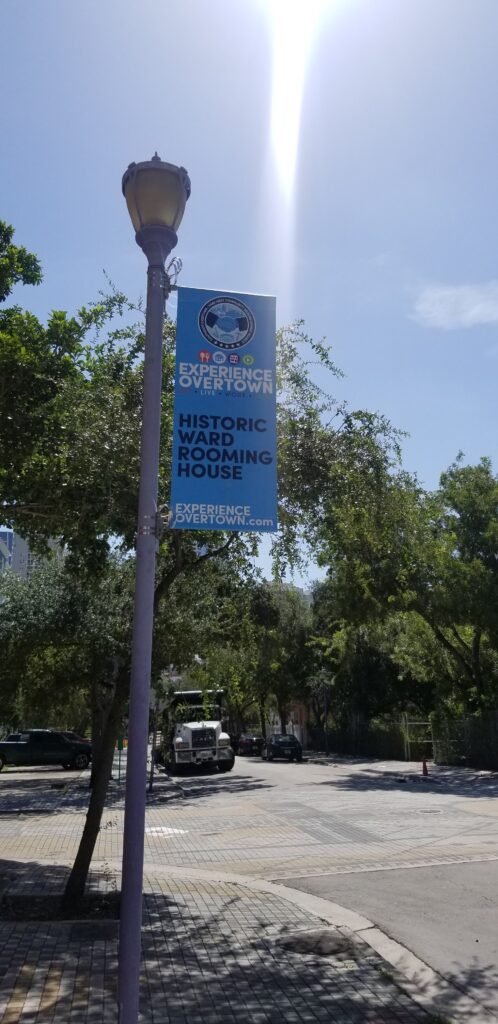 EXPERIENCE
OVERTOWN
• LIVE • WORK •
HISTORIC
WARD
ROOMING
HOUSE
EXPERIENCE
OVERTOWN.com